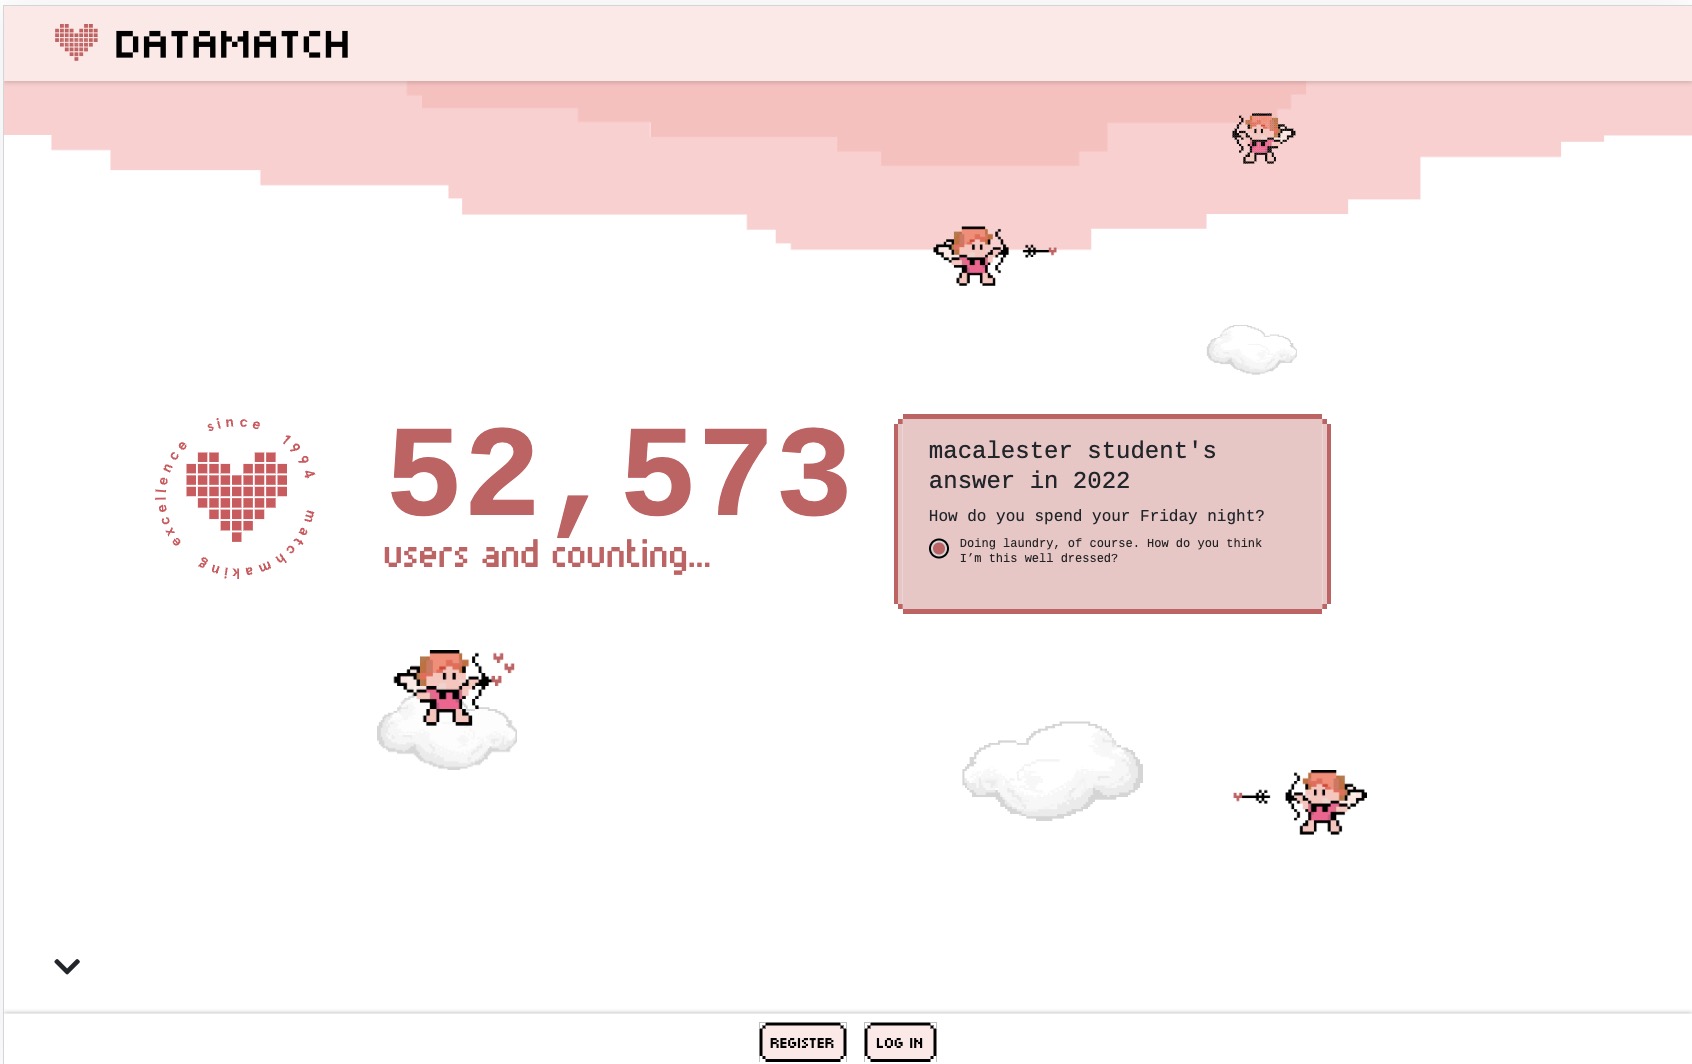 DATAMATCH
since 1994 matchmaking excellence
52,573
users and counting...
macalester student's
answer in 2022
How do you spend your Friday night?
Doing laundry, of course. How do you think
I’m this well dressed?
REGISTER
LOG IN